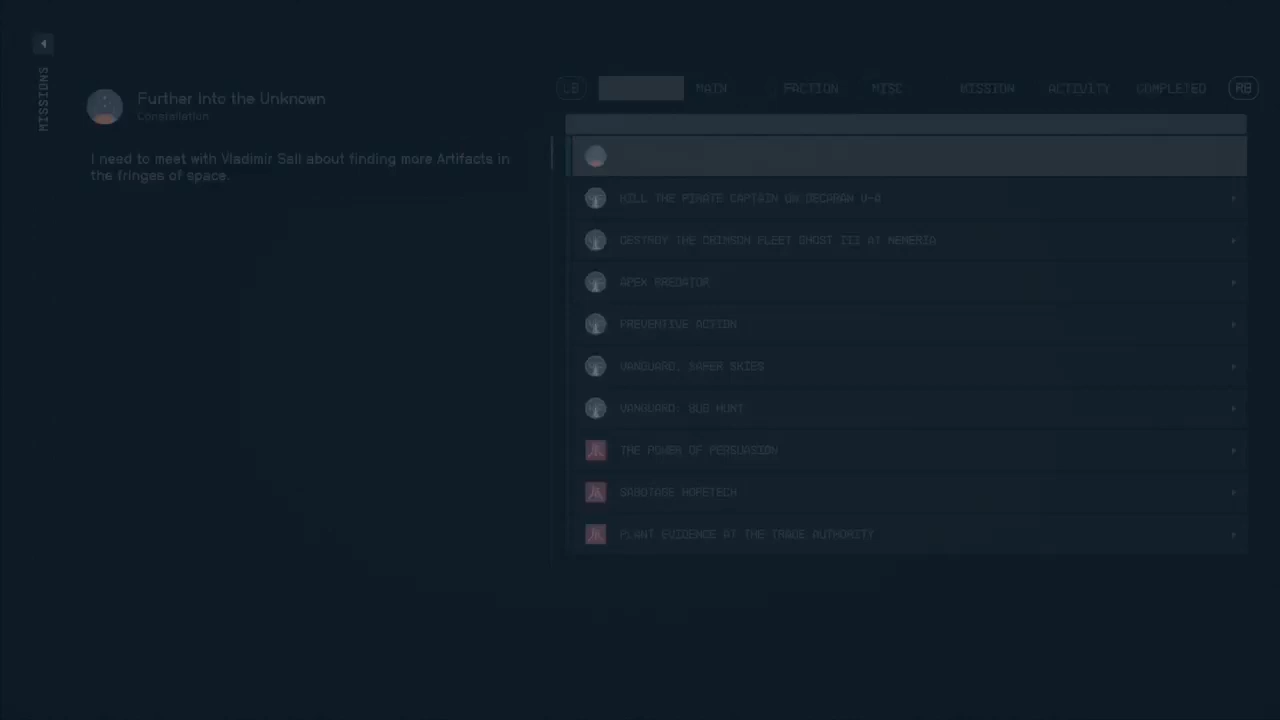 MISSIONS
Further Into the Unknown
Constellation
I need to meet with Vladimir Sall about finding more Artifacts in
the fringes of space.
LB MAIN FACTION MISC MISSION ACTIVITY COMPLETED RB
KILL THE PIRATE CAPTAIN ON DECARAN V-A
DESTROY THE CRIMSON FLEET GHOST III AT NEMERIA
APEX PREDATOR
PREVENTIVE ACTION
VANGUARD: SAFER SKIES
VANGUARD: BUG HUNT
THE POWER OF PERSUASION
SABOTAGE HOPETECH
PLANT EVIDENCE AT THE TRADE AUTHORITY